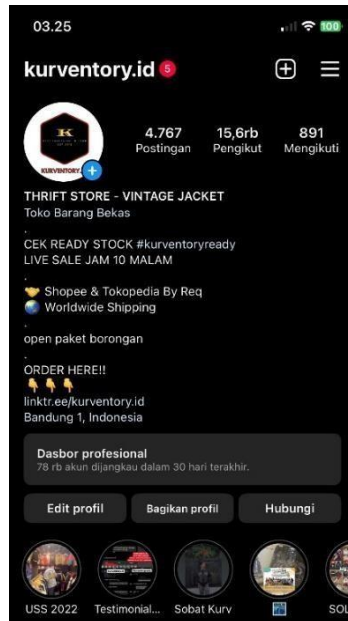 03.25
100
kurventory.id 5
4.767 15,6rb 891
Postingan Pengikut Mengikuti
K
KURVENTORY.
THRIFT STORE - VINTAGE JACKET
Toko Barang Bekas
.
CEK READY STOCK #kurventoryready
LIVE SALE JAM 10 MALAM
.
Shopee & Tokopedia By Req
Worldwide Shipping
.
open paket borongan
.
ORDER HERE!!
linktr.ee/kurventory.id
Bandung 1, Indonesia
Dasbor profesional
78 rb akun dijangkau dalam 30 hari terakhir.
Edit profil Bagikan profil Hubungi
USS 2022 Testimonial... Sobat Kurv SOL